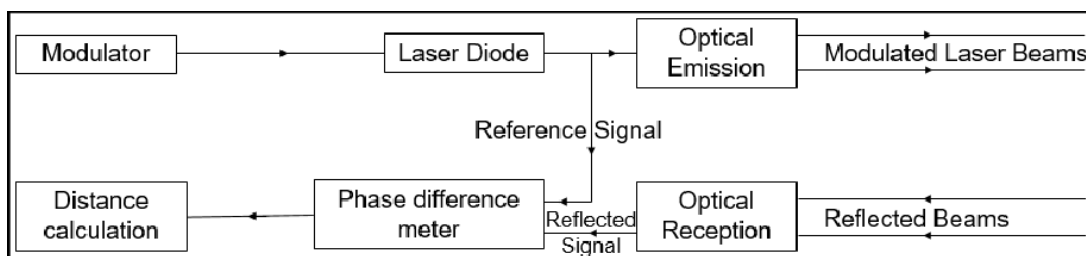 Modulator
Laser Diode
Optical
Emission
Modulated Laser Beams
Reference Signal
Distance
calculation
Phase difference
meter
Reflected
Signal
Optical
Reception
Reflected Beams